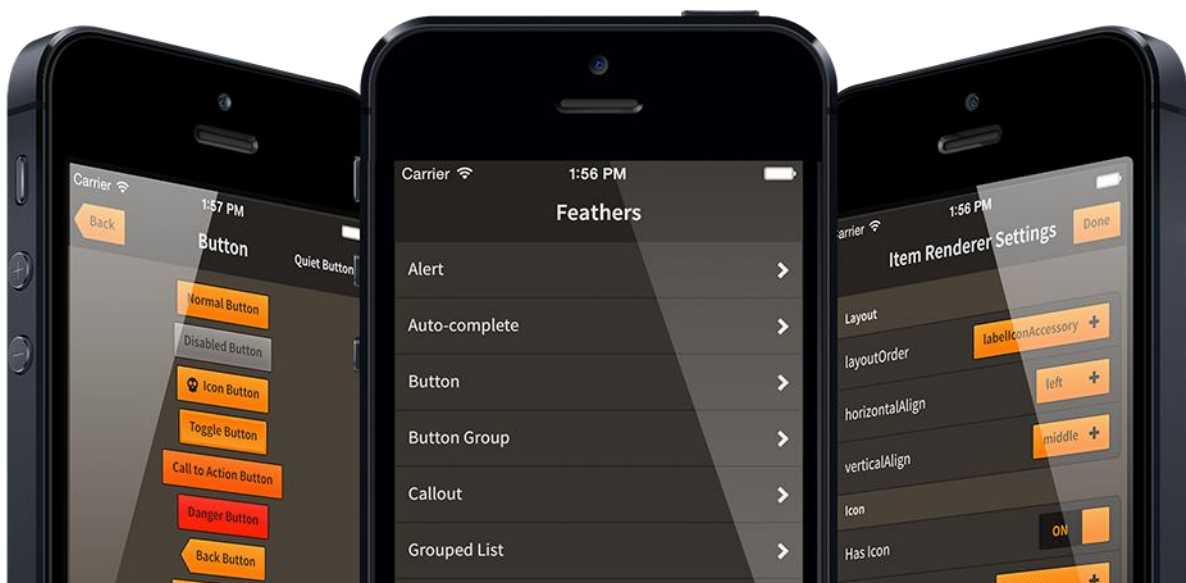 Carrier
1:57 PM
Back
Button
Quiet Button
Normal Button
Disabled Button
Icon Button
Toggle Button
Call to Action Button
Danger Button
Back Button
Carrier
1:56 PM
Feathers
Alert
Auto-complete
Button
Button Group
Callout
Grouped List
arrier
1:56 PM
Item Renderer Settings
Done
Layout
layoutOrder
labelIconAccessory +
horizontalAlign
left +
verticalAlign
middle +
Icon
Has Icon
ON
+